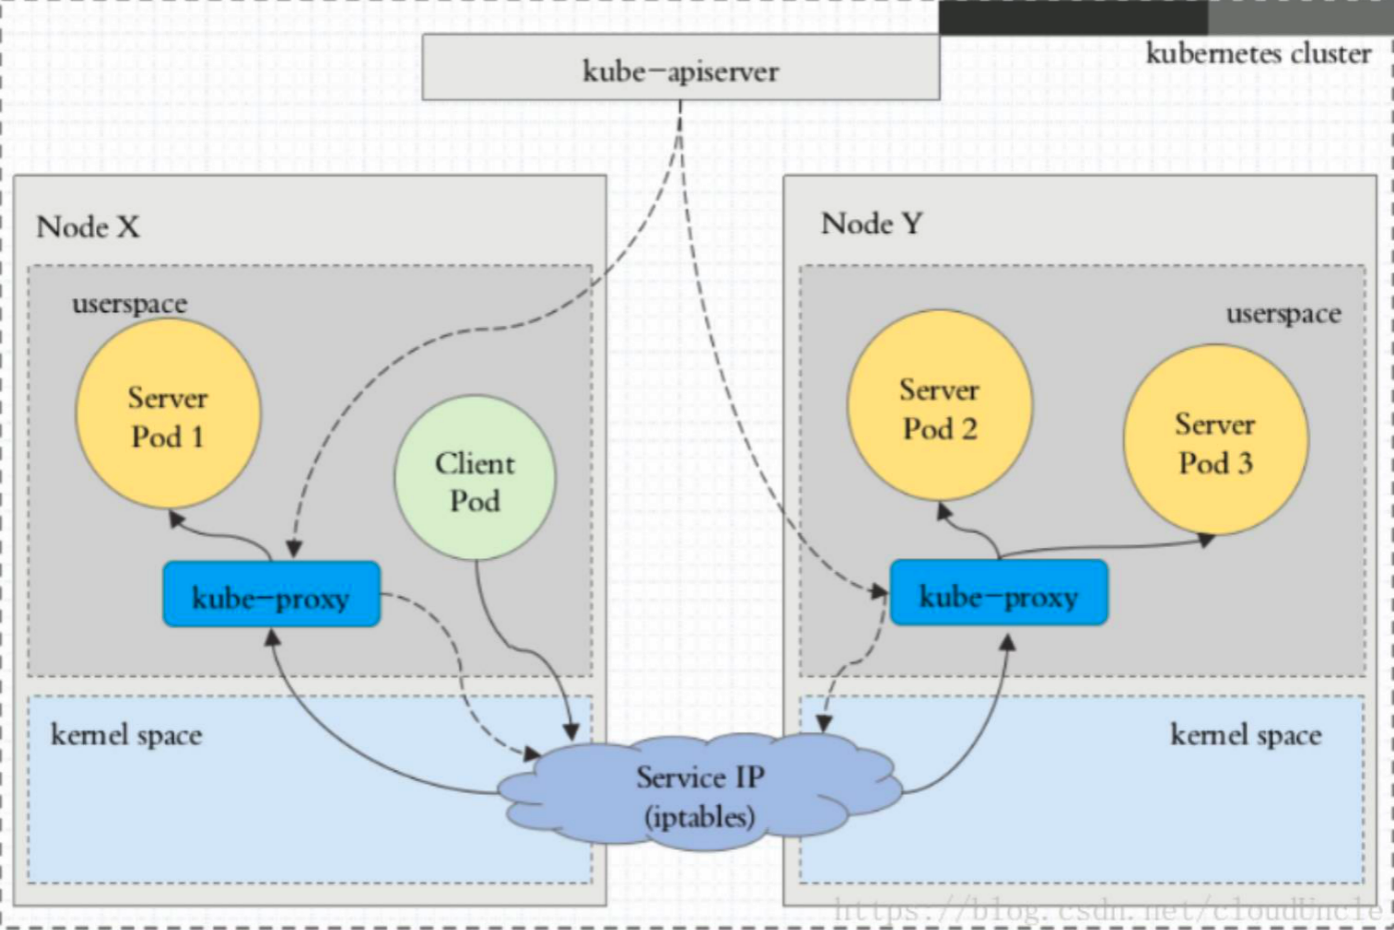 kube-apiserver
kubernetes cluster
Node X
userspace
Server
Pod 1
Client
Pod
kube-proxy
kernel space
Node Y
userspace
Server
Pod 2
Server
Pod 3
kube-proxy
kernel space
Service IP
(iptables)
https://blog.csdn.net/cloudUncle